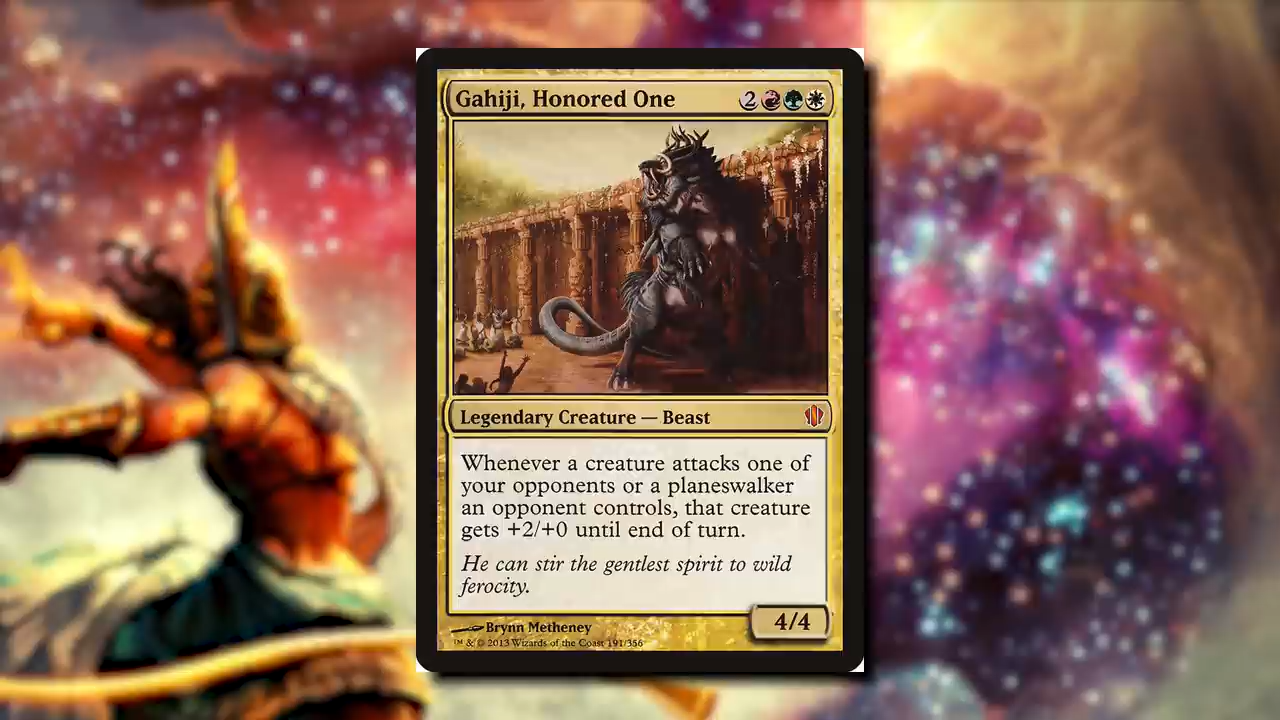 Gahiji, Honored One 2
Legendary Creature — Beast
Whenever a creature attacks one of
your opponents or a planeswalker
an opponent controls, that creature
gets +2/+0 until end of turn.
He can stir the gentlest spirit to wild
ferocity.
4/4
Brynn Metheney
™ & © 2013 Wizards of the Coast 191/356